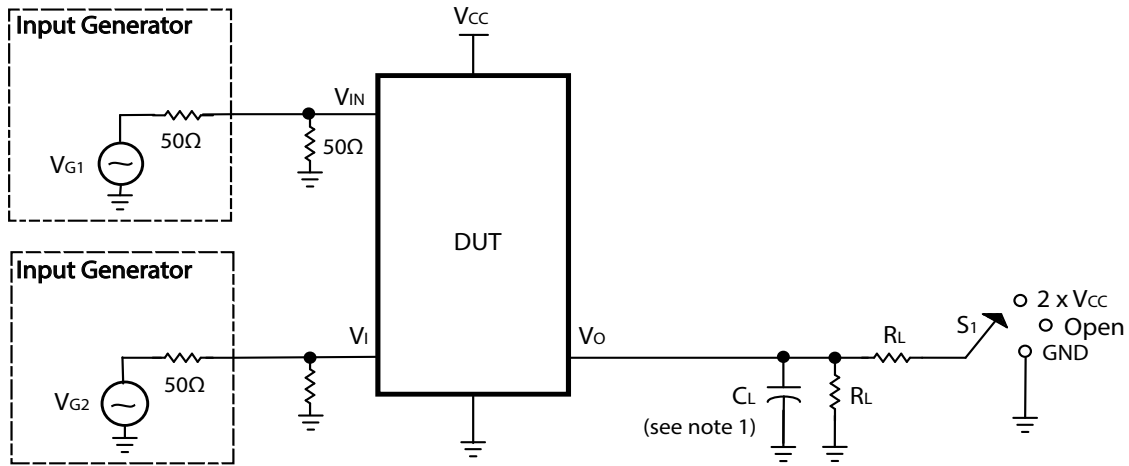 Input Generator
VCC
VIN
50Ω
50Ω
VG1
DUT
Input Generator
VI
VO
50Ω
VG2
RL
S1
2 x VCC
Open
GND
CL
RL
(see note 1)